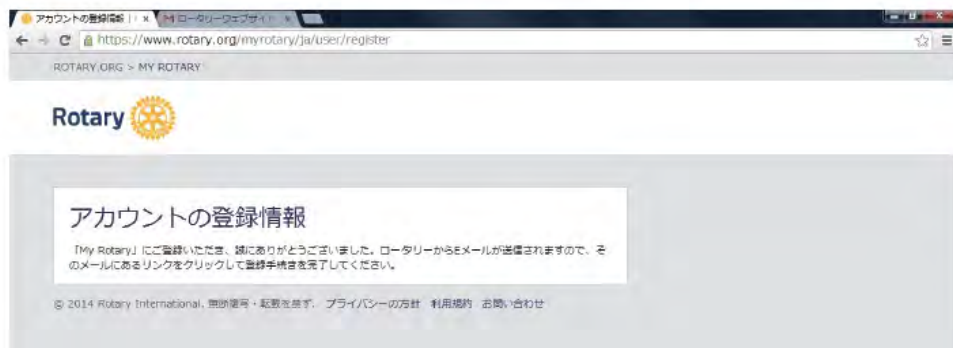 アカウントの登録情報 |
ロータリーウェブサイト
https://www.rotary.org/myrotary/ja/user/register
ROTARY.ORG > MY ROTARY
Rotary
アカウントの登録情報
「My Rotary」にご登録いただき、誠にありがとうございました。ロータリーからEメールが送信されますので、そ
のメールにあるリンクをクリックして登録手続きを完了してください。
© 2014 Rotary International. 無断複写・転載を禁ず. プライバシーの方針 利用規約 お問い合わせ